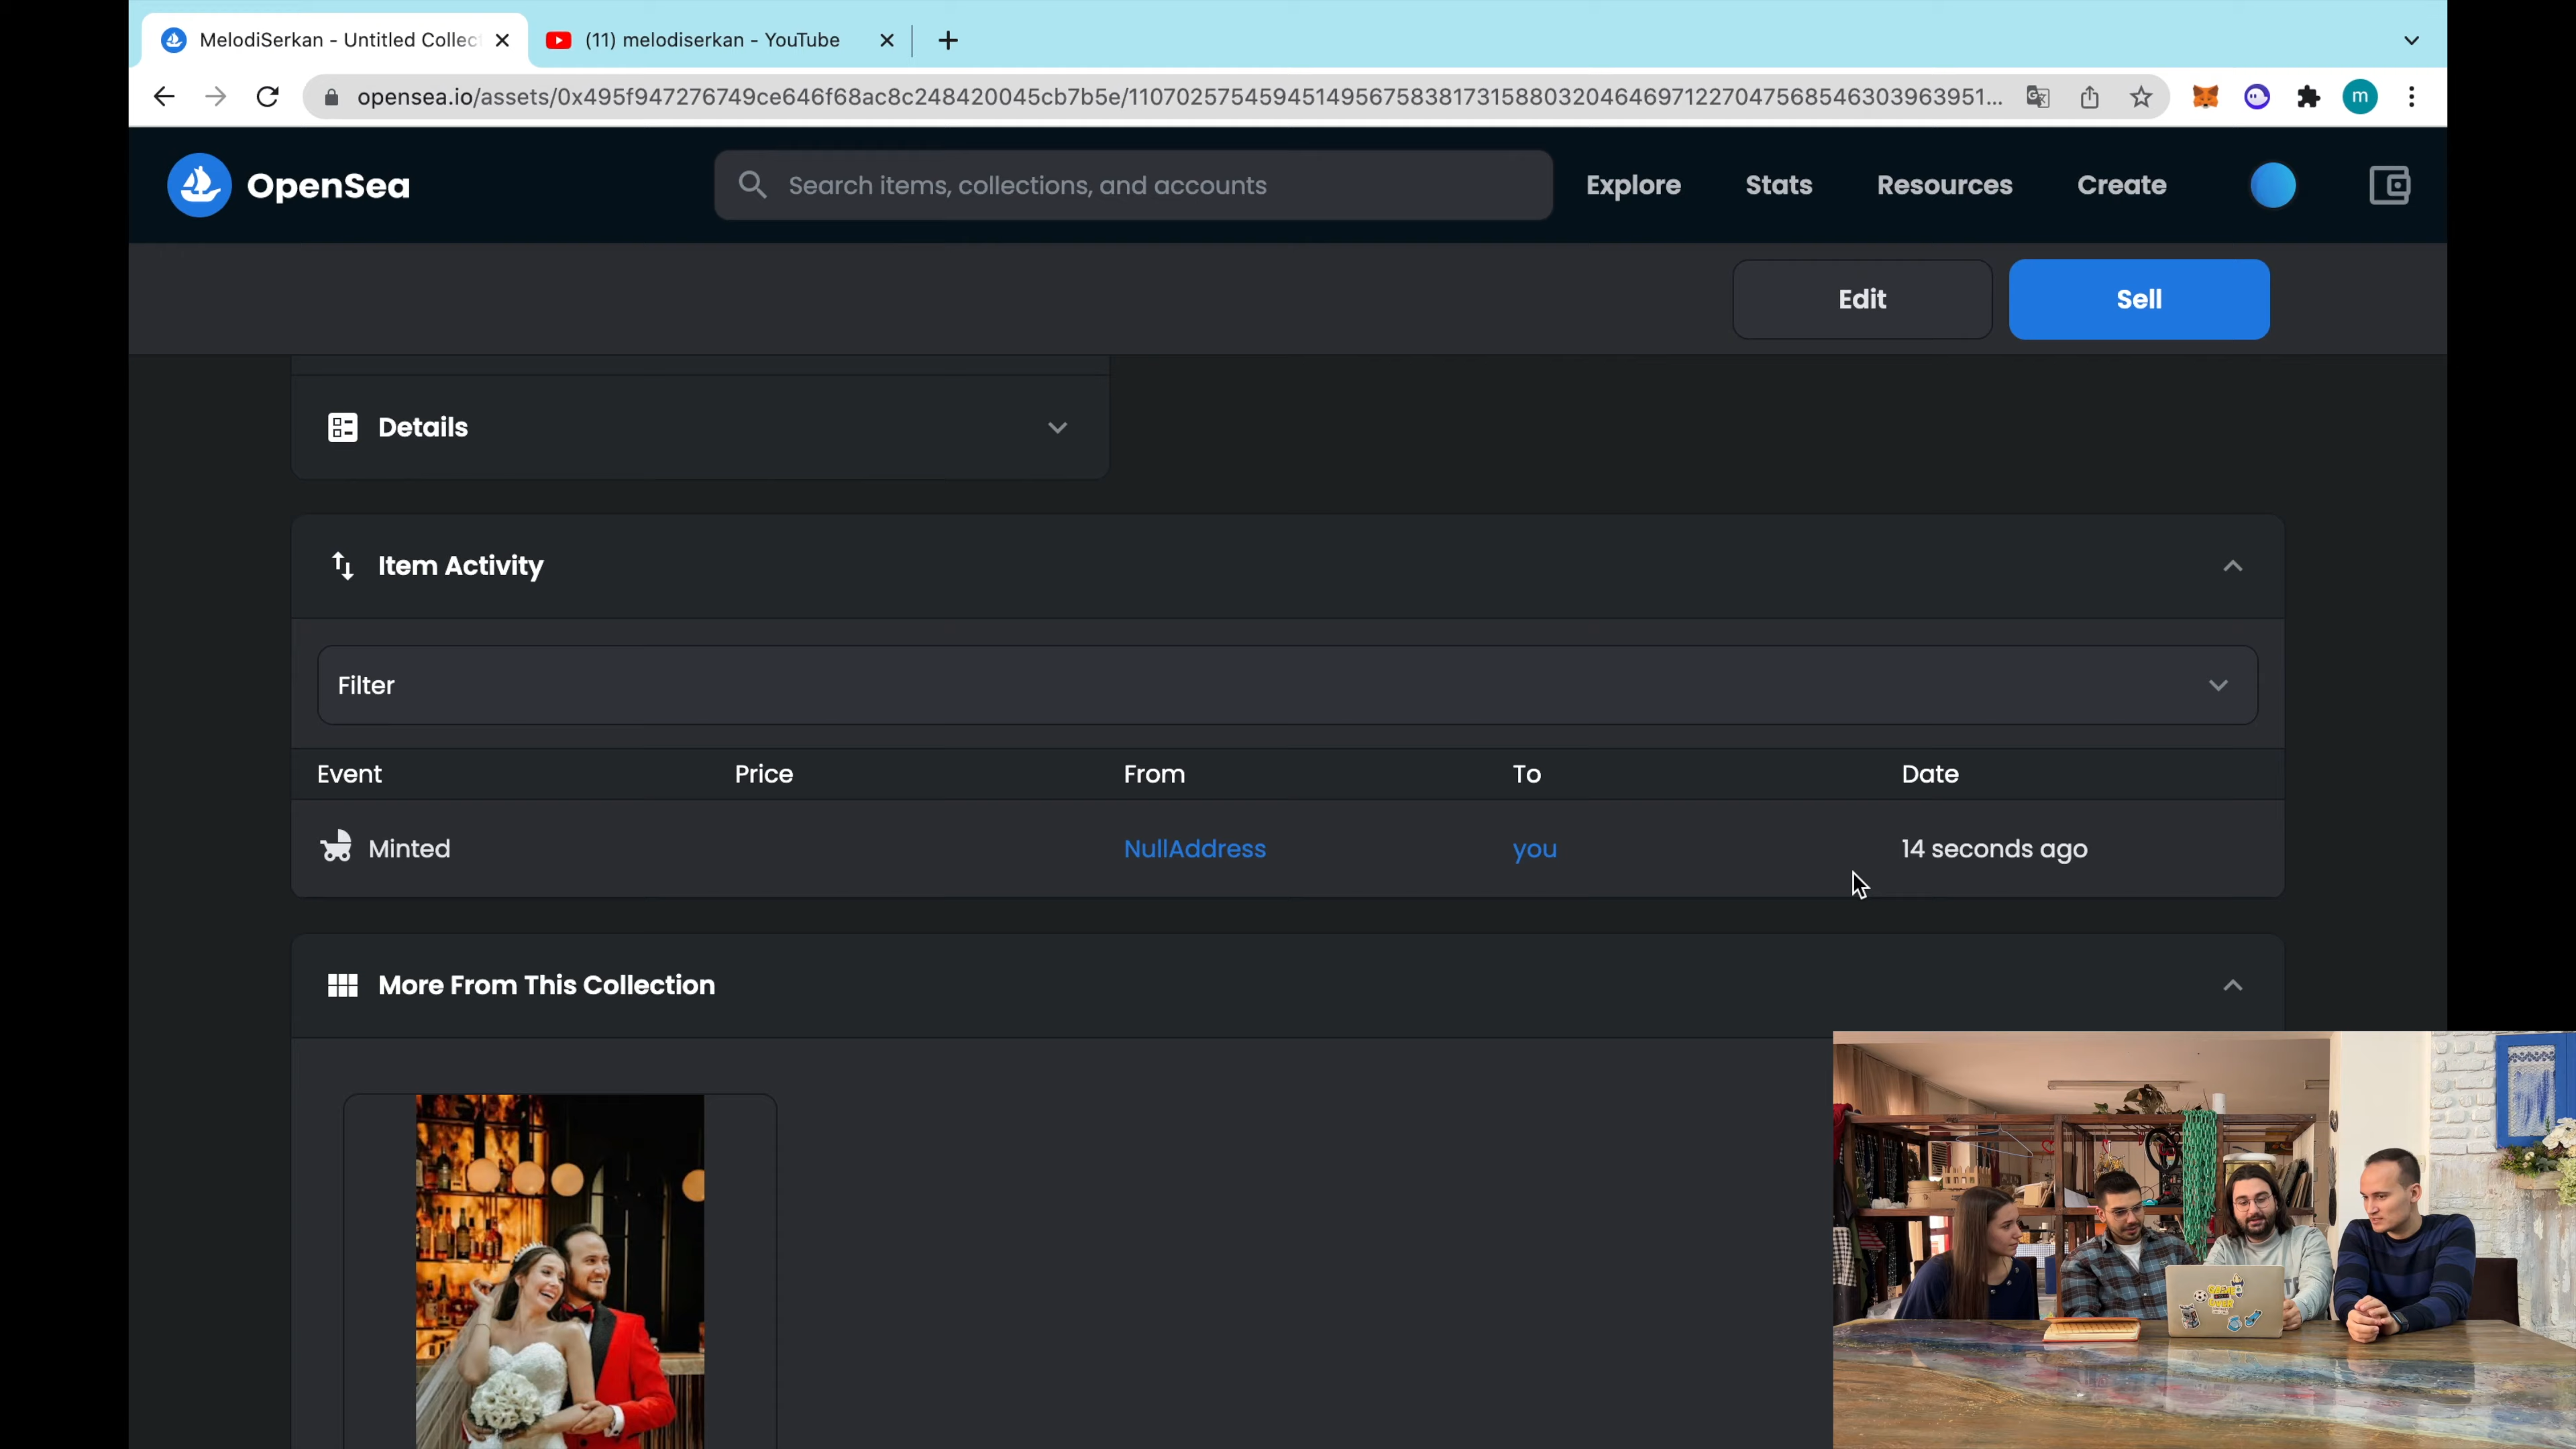 MelodiSerkan - Untitled Collec
(11) melodiserkan - YouTube
opensea.io/assets/0x495f947276749ce646f68ac8c248420045cb7b5e/11070257545945149567583817315880320464697122704756854630396395​1...
m
OpenSea
Search items, collections, and accounts
Explore
Stats
Resources
Create
Edit
Sell
Details
Item Activity
Filter
Event Price From To Date
Minted NullAddress you 14 seconds ago
More From This Collection